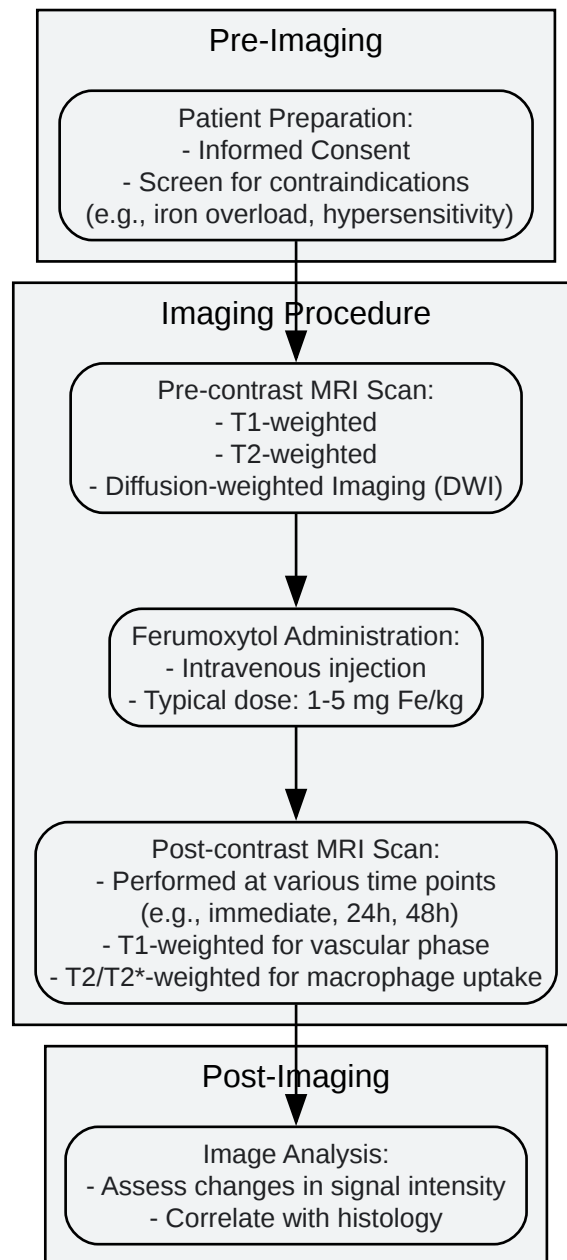 Pre-Imaging
Patient Preparation:
- Informed Consent
- Screen for contraindications
(e.g., iron overload, hypersensitivity)
Imaging Procedure
Pre-contrast MRI Scan:
- T1-weighted
- T2-weighted
- Diffusion-weighted Imaging (DWI)
Ferumoxytol Administration:
- Intravenous injection
- Typical dose: 1-5 mg Fe/kg
Post-contrast MRI Scan:
- Performed at various time points
(e.g., immediate, 24h, 48h)
- T1-weighted for vascular phase
- T2/T2*-weighted for macrophage uptake
Post-Imaging
Image Analysis:
- Assess changes in signal intensity
- Correlate with histology